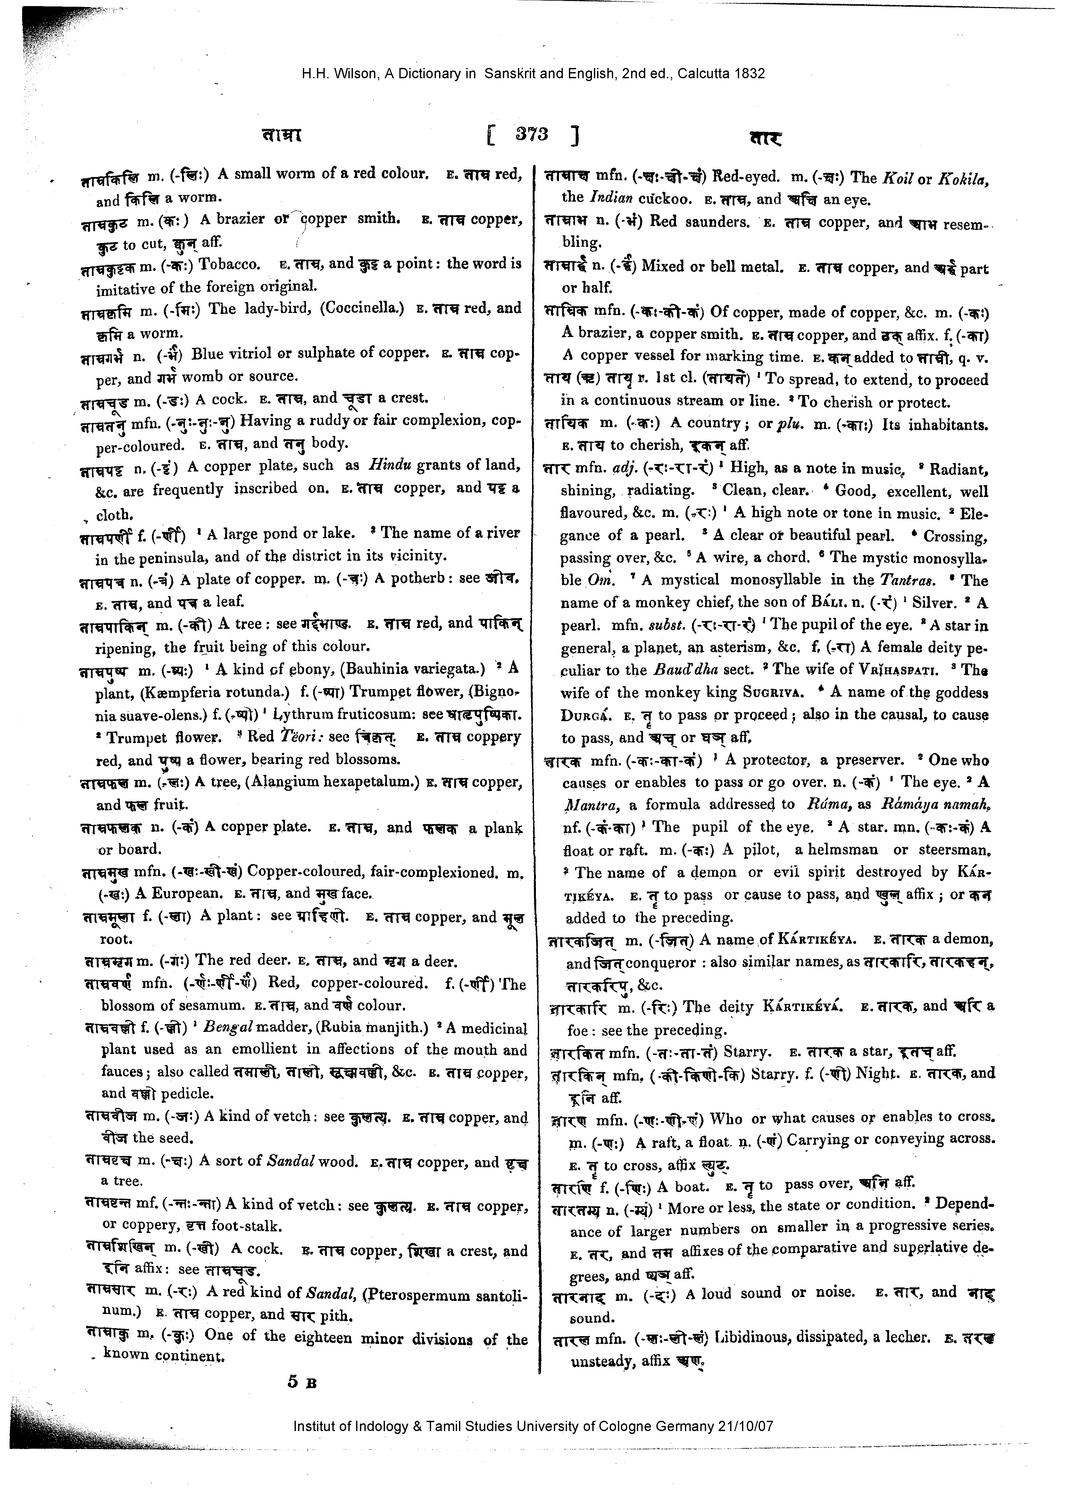 H.H. Wilson, A Dictionary in Sanskrit and English, 2nd ed., Calcutta 1832
ताम्रा [ 373 ] तार
ताम्रकिलि m. (-लिः) A small worm of a red colour. E. ताम्र red,
and किलि a worm.
ताम्रकुट m. (कः) A brazier or copper smith. E. ताम्र copper,
कुट to cut, कुन् aff.
ताम्रकुट्टक m. (-कः) Tobacco. E. ताम्र, and कुट्ट a point: the word is
imitative of the foreign original.
ताम्रकृमि m. (-मिः) The lady-bird, (Coccinella.) E. ताम्र red, and
कृमि a worm.
ताम्रगर्भ n. (-र्भं) Blue vitriol or sulphate of copper. E. ताम्र cop-
per, and गर्भ womb or source.
ताम्रचूड m. (-डः) A cock. E. ताम्र, and चूडा a crest.
ताम्रतनु mfn. (-नुः-नुः-नु) Having a ruddy or fair complexion, cop-
per-coloured. E. ताम्र, and तनु body.
ताम्रपट्ट n. (-ट्टं) A copper plate, such as Hindu grants of land,
&c. are frequently inscribed on. E. ताम्र copper, and पट्ट a
cloth.
ताम्रपर्णी f. (-र्णी) ¹ A large pond or lake. ² The name of a river
in the peninsula, and of the district in its vicinity.
ताम्रपत्र n. (-त्रं) A plate of copper. m. (-त्रः) A potherb: see जीव.
E. ताम्र, and पत्र a leaf.
ताम्रपाकिन् m. (-की) A tree: see गर्द्दभाण्ड. E. ताम्र red, and पाकिन्
ripening, the fruit being of this colour.
ताम्रपुष्प m. (-ष्पः) ¹ A kind of ebony, (Bauhinia variegata.) ² A
plant, (Kæmpferia rotunda.) f. (-ष्पा) Trumpet flower, (Bigno-
nia suave-olens.) f. (-ष्पी) ¹ Lythrum fruticosum: see धातृपुष्पिका.
² Trumpet flower. ³ Red Teori: see त्रिवृत्. E. ताम्र coppery
red, and पुष्प a flower, bearing red blossoms.
ताम्रफल m. (-लः) A tree, (Alangium hexapetalum.) E. ताम्र copper,
and फल fruit.
ताम्रफलक n. (-कं) A copper plate. E. ताम्र, and फलक a plank
or board.
ताम्रमुख mfn. (-खः-खी-खं) Copper-coloured, fair-complexioned. m.
(-खः) A European. E. ताम्र, and मुख face.
ताम्रमूला f. (-ला) A plant: see E. ताम्र copper, and मूल
root.
ताम्रमृग m. (-गः) The red deer. E. ताम्र, and मृग a deer.
ताम्रवर्ण mfn. (-र्णः-र्णी-र्णं) Red, copper-coloured. f. (-र्णी) The
blossom of sesamum. E. ताम्र, and वर्ण colour.
ताम्रवल्ली f. (-ल्ली) ¹ Bengal madder, (Rubia manjith.) ² A medicinal
plant used as an emollient in affections of the mouth and
fauces; also called तमाली, ताली, सूक्ष्मवल्ली, &c. E. ताम्र copper,
and वल्ली pedicle.
ताम्रवीज m. (-जः) A kind of vetch: see कुलत्थ. E. ताम्र copper, and
वीज the seed.
ताम्रवृक्ष m. (-क्षः) A sort of Sandal wood. E. ताम्र copper, and वृक्ष
a tree.
ताम्रवृन्त mf. (-न्तः-न्ता) A kind of vetch: see कुलत्थ. E. ताम्र copper,
or coppery, वृन्त foot-stalk.
ताम्रशिखिन् m. (-खी) A cock. E. ताम्र copper, शिखा a crest, and
इनि affix: see ताम्रचूड.
ताम्रसार m. (-रः) A red kind of Sandal, (Pterospermum santoli-
num.) E. ताम्र copper, and सार pith.
ताम्राकु m. (-कुः) One of the eighteen minor divisions of the
known continent.
5 B
ताम्राक्ष mfn. (-क्षः-क्षी-क्षं) Red-eyed. m. (-क्षः) The Koil or Kokila,
the Indian cuckoo. E. ताम्र, and अक्षि an eye.
ताम्राभ n. (-भं) Red saunders. E. ताम्र copper, and आभ resem-
bling.
ताम्रार्द्ध n. (-र्द्धं) Mixed or bell metal. E. ताम्र copper, and अर्द्ध part
or half.
ताम्रिक mfn. (-कः-की-कं) Of copper, made of copper, &c. m. (-कः)
A brazier, a copper smith. E. ताम्र copper, and ठक् affix. f. (-का)
A copper vessel for marking time. E. कन् added to ताम्री, q. v.
ताय (ऋ) तायृ r. 1st cl. (तायते) ¹ To spread, to extend, to proceed
in a continuous stream or line. ² To cherish or protect.
तायिक m. (-कः) A country; or plu. m. (-काः) Its inhabitants.
E. ताय to cherish, इकन् aff.
तार mfn. adj. (-रः-रा-रं) ¹ High, as a note in music, ² Radiant,
shining, radiating. ³ Clean, clear. ⁴ Good, excellent, well
flavoured, &c. m. (-रः) ¹ A high note or tone in music. ² Ele-
gance of a pearl. ³ A clear or beautiful pearl. ⁴ Crossing,
passing over, &c. ⁵ A wire, a chord. ⁶ The mystic monosylla-
ble Om. ⁷ A mystical monosyllable in the Tantras. ⁸ The
name of a monkey chief, the son of BÁLI. n. (-रं) ¹ Silver. ² A
pearl. mfn. subst. (-रः-रा-रं) ¹ The pupil of the eye. ² A star in
general, a planet, an asterism, &c. f. (-रा) A female deity pe-
culiar to the Baud'dha sect. ² The wife of VRĬHASPATI. ³ The
wife of the monkey king SUGRIVA. ⁴ A name of the goddess
DURGÁ. E. तृ to pass or proceed; also in the causal, to cause
to pass, and अच् or घञ् aff.
तारक mfn. (-कः-का-कं) ¹ A protector, a preserver. ² One who
causes or enables to pass or go over. n. (-कं) ¹ The eye. ² A
Mantra, a formula addressed to Ráma, as Rámáya namah.
nf. (-कं-का) ¹ The pupil of the eye. ² A star. mn. (-कः-कं) A
float or raft. m. (-कः) A pilot, a helmsman or steersman.
² The name of a demon or evil spirit destroyed by KÁR-
TIKÉYA. E. तृ to pass or cause to pass, and ण्वुल् affix; or कन
added to the preceding.
तारकजित् m. (-जित्) A name of KÁRTIKÉYA. E. तारक a demon,
and जित् conqueror: also similar names, as तारकारि, तारकहन्,
तारकरिपु, &c.
तारकारि m. (-रिः) The deity KÁRTIKÉYÁ. E. तारक, and अरि a
foe: see the preceding.
तारकित mfn. (-तः-ता-तं) Starry. E. तारक a star, इतच् aff.
तारकिन् mfn. (-की-किणी-कि) Starry. f. (-णी) Night. E. तारक, and
इनि aff.
तारण mfn. (-णः-णी-णं) Who or what causes or enables to cross.
m. (-णः) A raft, a float. n. (-णं) Carrying or conveying across.
E. तृ to cross, affix ल्युट्.
तारणि f. (-णिः) A boat. E. तृ to pass over, अनि aff.
तारतम्य n. (-म्यं) ¹ More or less, the state or condition. ² Depend-
ance of larger numbers on smaller in a progressive series.
E. तर, and तम affixes of the comparative and superlative de-
grees, and ष्यञ् aff.
तारनाद m. (-दः) A loud sound or noise. E. तार, and नाद
sound.
तारल mfn. (-लः-ली-लं) Libidinous, dissipated, a lecher. E. तरल
unsteady, affix अण्.
Institut of Indology & Tamil Studies University of Cologne Germany 21/10/07